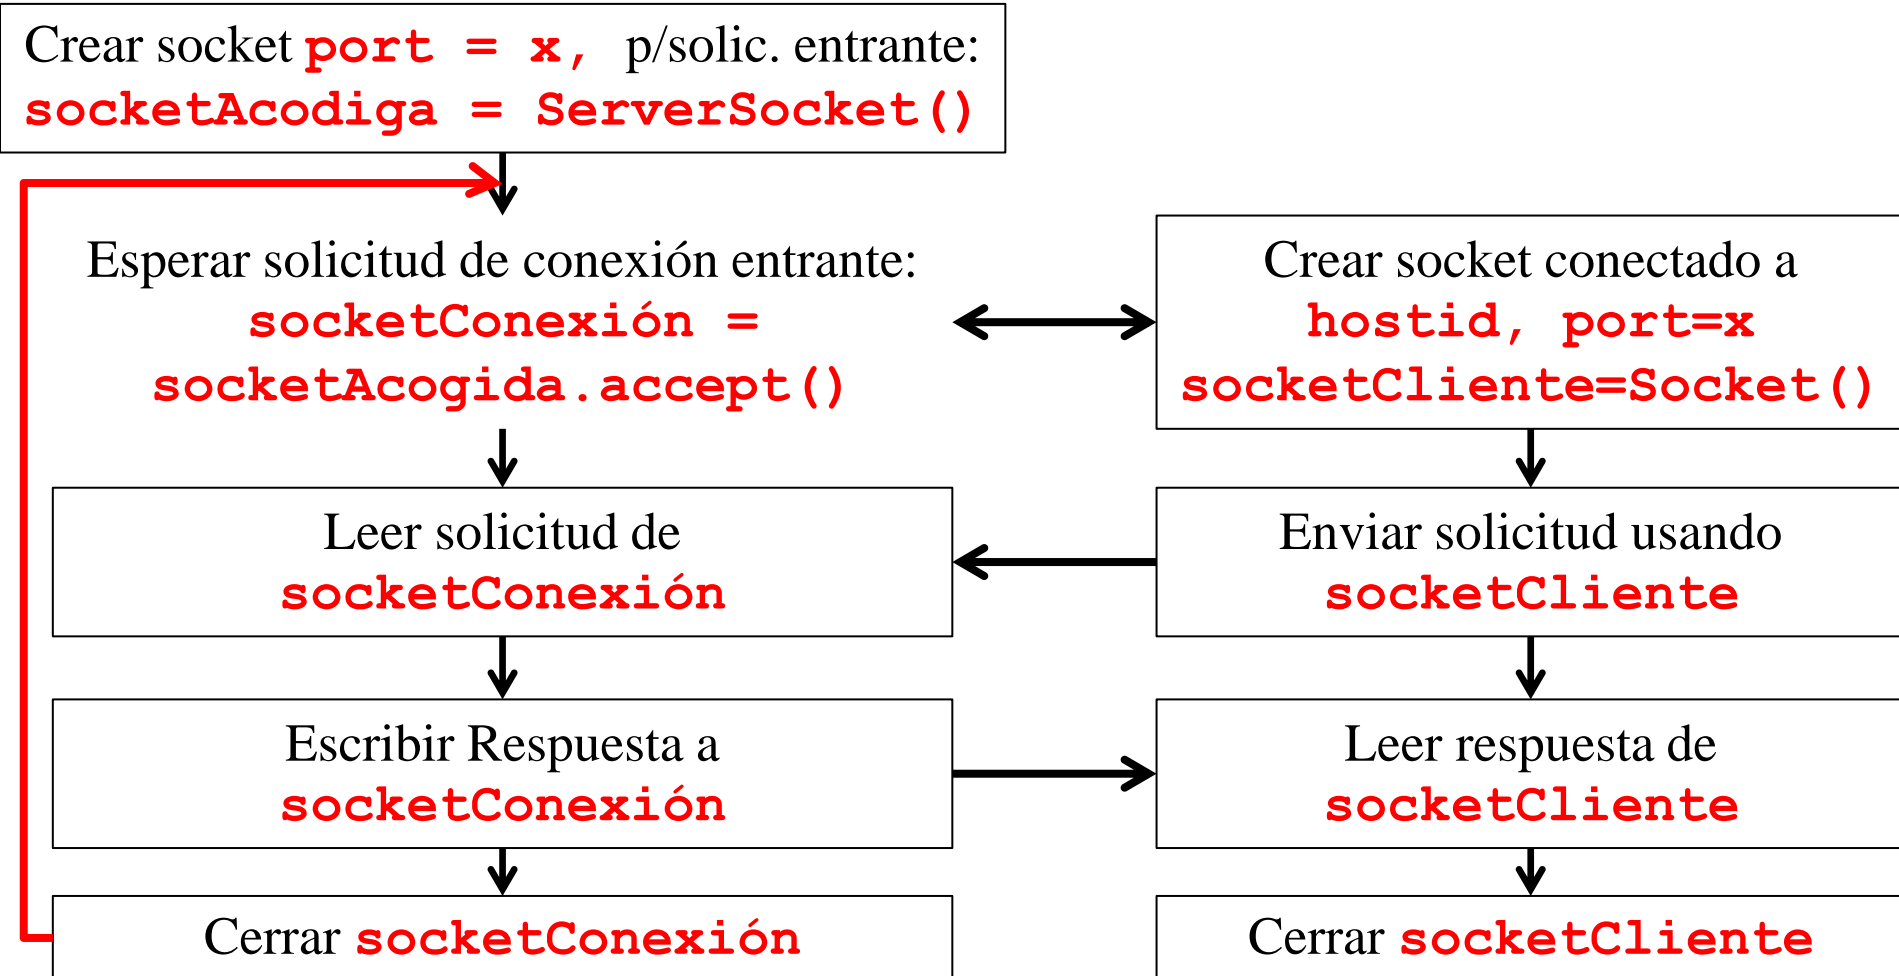 Crear socket port = x, p/solic. entrante:
socketAcodiga = ServerSocket()
Esperar solicitud de conexión entrante:
socketConexión =
socketAcogida.accept()
Crear socket conectado a
hostid, port=x
socketCliente=Socket()
Leer solicitud de
socketConexión
Enviar solicitud usando
socketCliente
Escribir Respuesta a
socketConexión
Leer respuesta de
socketCliente
Cerrar socketConexión
Cerrar socketCliente